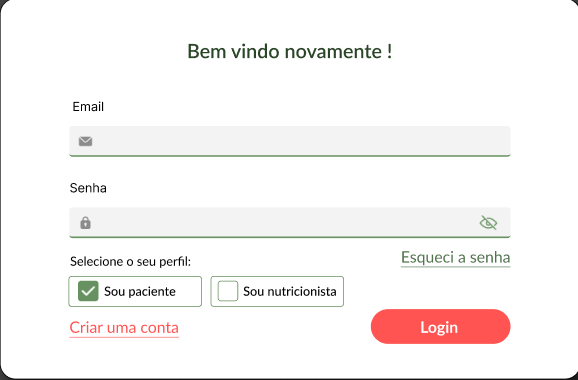 Bem vindo novamente !
Email
Senha
Esqueci a senha
Selecione o seu perfil:
Sou paciente
Sou nutricionista
Criar uma conta
Login